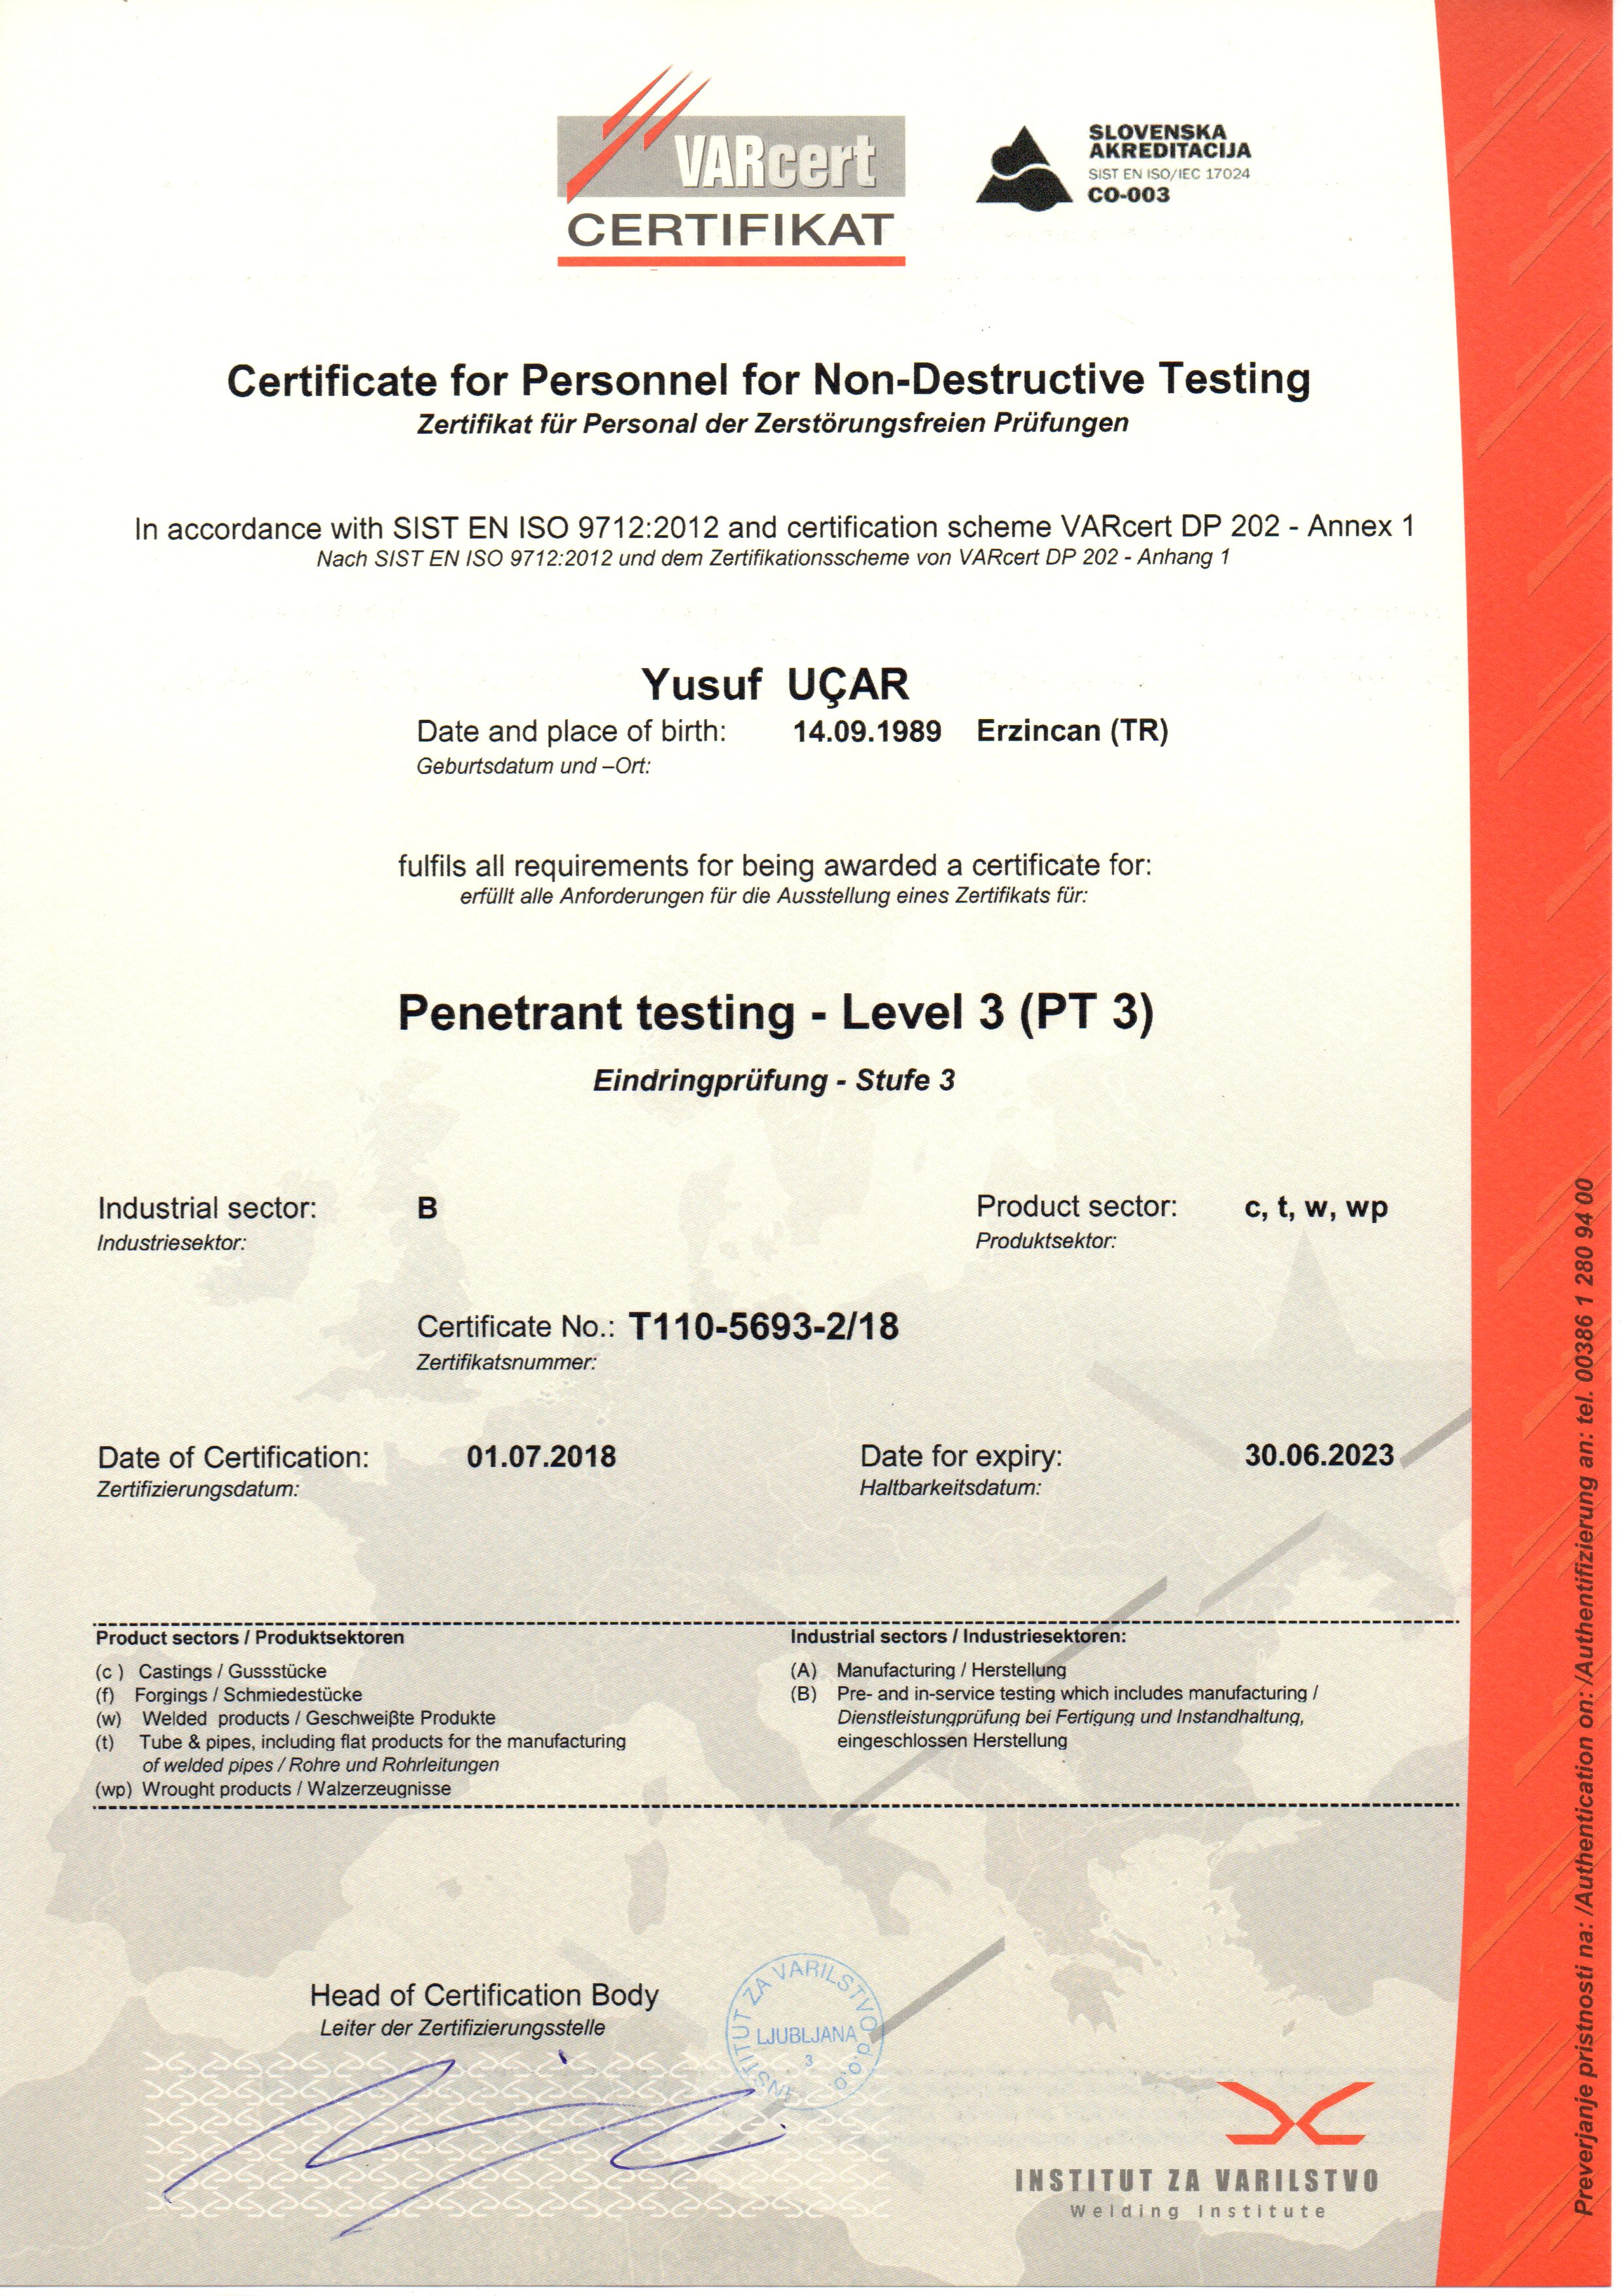 VARcert
CERTIFIKAT
SLOVENSKA
AKREDITACIJA
SIST EN ISO/IEC 17024
CO-003
Certificate for Personnel for Non-Destructive Testing
Zertifikat für Personal der Zerstörungsfreien Prüfungen
In accordance with SIST EN ISO 9712:2012 and certification scheme VARcert DP 202 - Annex 1
Nach SIST EN ISO 9712:2012 und dem Zertifikationsscheme von VARcert DP 202 - Anhang 1
Yusuf UÇAR
Date and place of birth: 14.09.1989 Erzincan (TR)
Geburtsdatum und –Ort:
fulfils all requirements for being awarded a certificate for:
erfüllt alle Anforderungen für die Ausstellung eines Zertifikats für:
Penetrant testing - Level 3 (PT 3)
Eindringprüfung - Stufe 3
Industrial sector: B Product sector: c, t, w, wp
Industriesektor: Produktsektor:
Certificate No.: T110-5693-2/18
Zertifikatsnummer:
Date of Certification: 01.07.2018 Date for expiry: 30.06.2023
Zertifizierungsdatum: Haltbarkeitsdatum:
Product sectors / Produktsektoren
(c ) Castings / Gussstücke
(f) Forgings / Schmiedestücke
(w) Welded products / Geschweiβte Produkte
(t) Tube & pipes, including flat products for the manufacturing
of welded pipes / Rohre und Rohrleitungen
(wp) Wrought products / Walzerzeugnisse
Industrial sectors / Industriesektoren:
(A) Manufacturing / Herstellung
(B) Pre- and in-service testing which includes manufacturing /
Dienstleistungprüfung bei Fertigung und Instandhaltung,
eingeschlossen Herstellung
Head of Certification Body
Leiter der Zertifizierungsstelle
INSTITUT ZA VARILSTVO d.o.o.
LJUBLJANA
3
INSTITUT ZA VARILSTVO
Welding Institute
Preverjanje pristnosti na: /Authentication on: /Authentifizierung an: tel. 00386 1 280 94 00